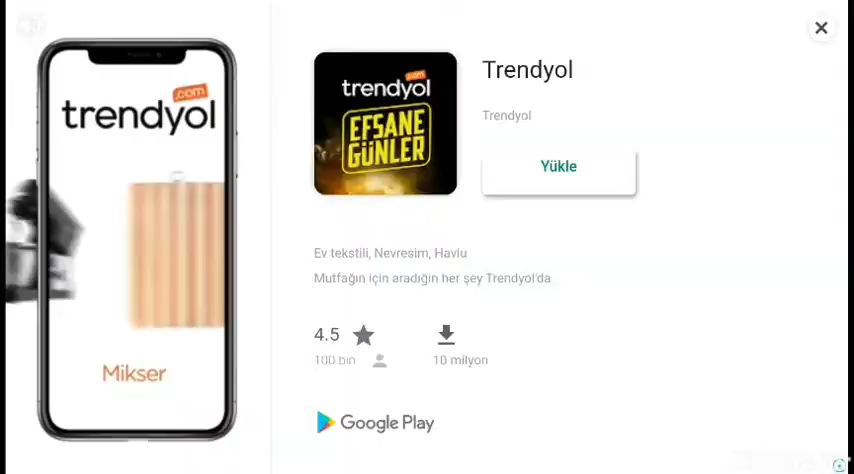 .com
trendyol
Mikser
.com
trendyol
EFSANE
GÜNLER
Trendyol
Trendyol
Yükle
Ev tekstili, Nevresim, Havlu
Mutfağın için aradığın her şey Trendyol'da
4.5
100 bin
10 milyon
Google Play